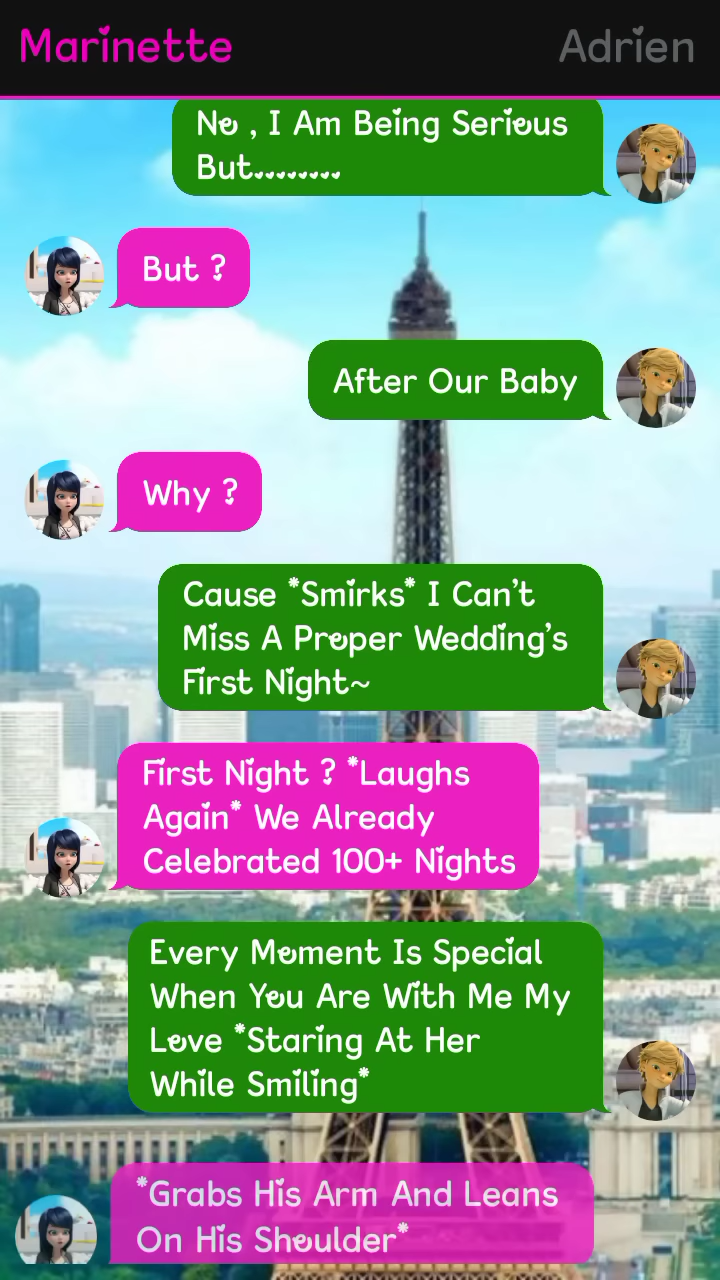 Marinette
Adrien
No , I Am Being Serious
But........
But ?
After Our Baby
Why ?
Cause *Smirks* I Can't
Miss A Proper Wedding's
First Night~
First Night ? *Laughs
Again* We Already
Celebrated 100+ Nights
Every Moment Is Special
When You Are With Me My
Love *Staring At Her
While Smiling*
*Grabs His Arm And Leans
On His Shoulder*